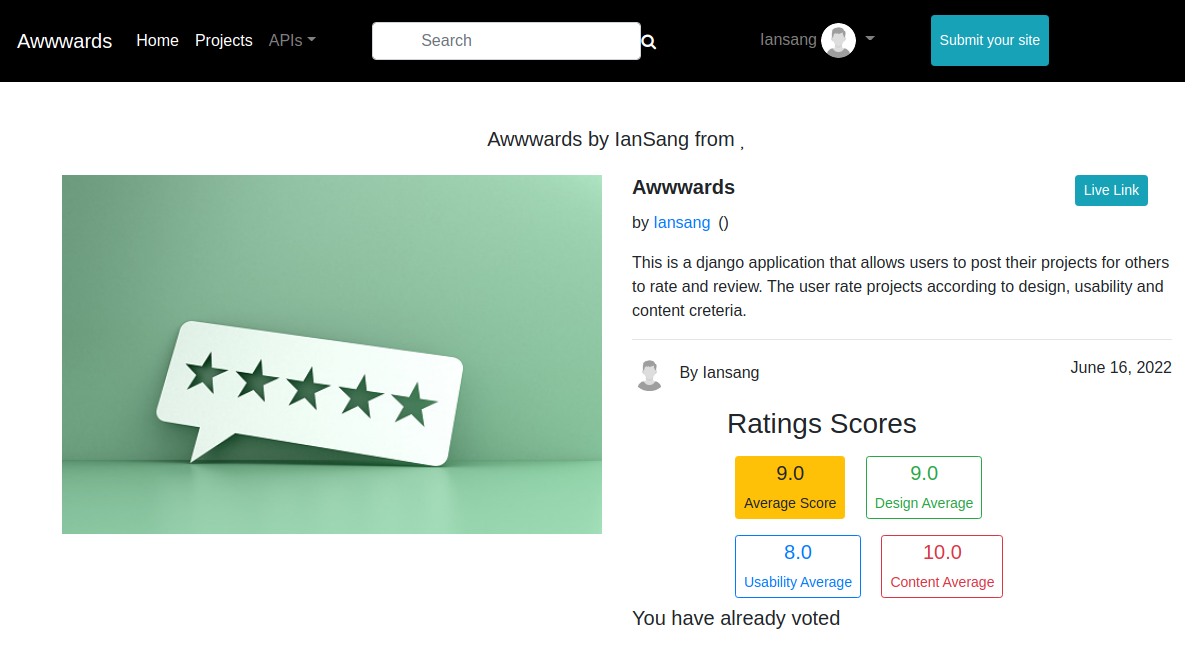 Awwwards Home Projects APIs Search Iansang Submit your site
Awwwards by IanSang from ,
Awwwards Live Link
by Iansang ()
This is a django application that allows users to post their projects for others
to rate and review. The user rate projects according to design, usability and
content creteria.
By Iansang June 16, 2022
Ratings Scores
9.0 9.0
Average Score Design Average
8.0 10.0
Usability Average Content Average
You have already voted